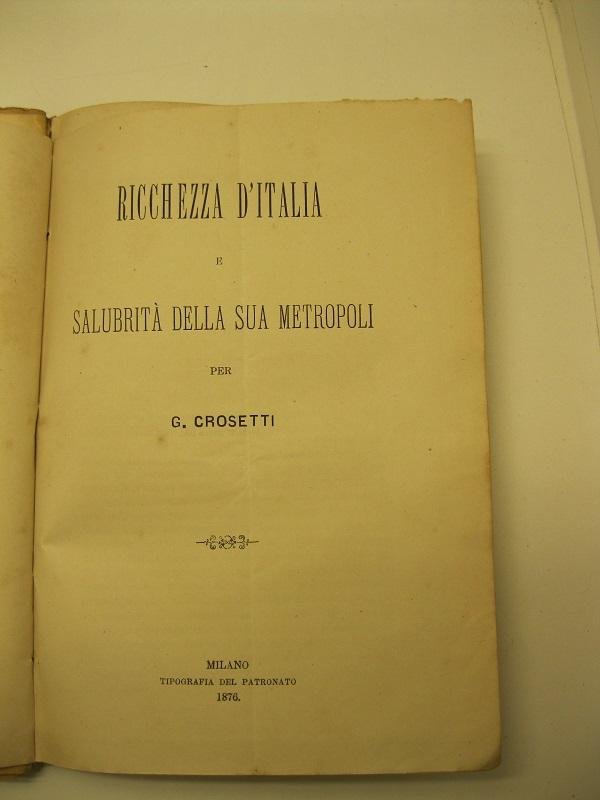 RICCHEZZA D'ITALIA
E
SALUBRITÀ DELLA SUA METROPOLI
PER
G. CROSETTI
MILANO
TIPOGRAFIA DEL PATRONATO
1876.